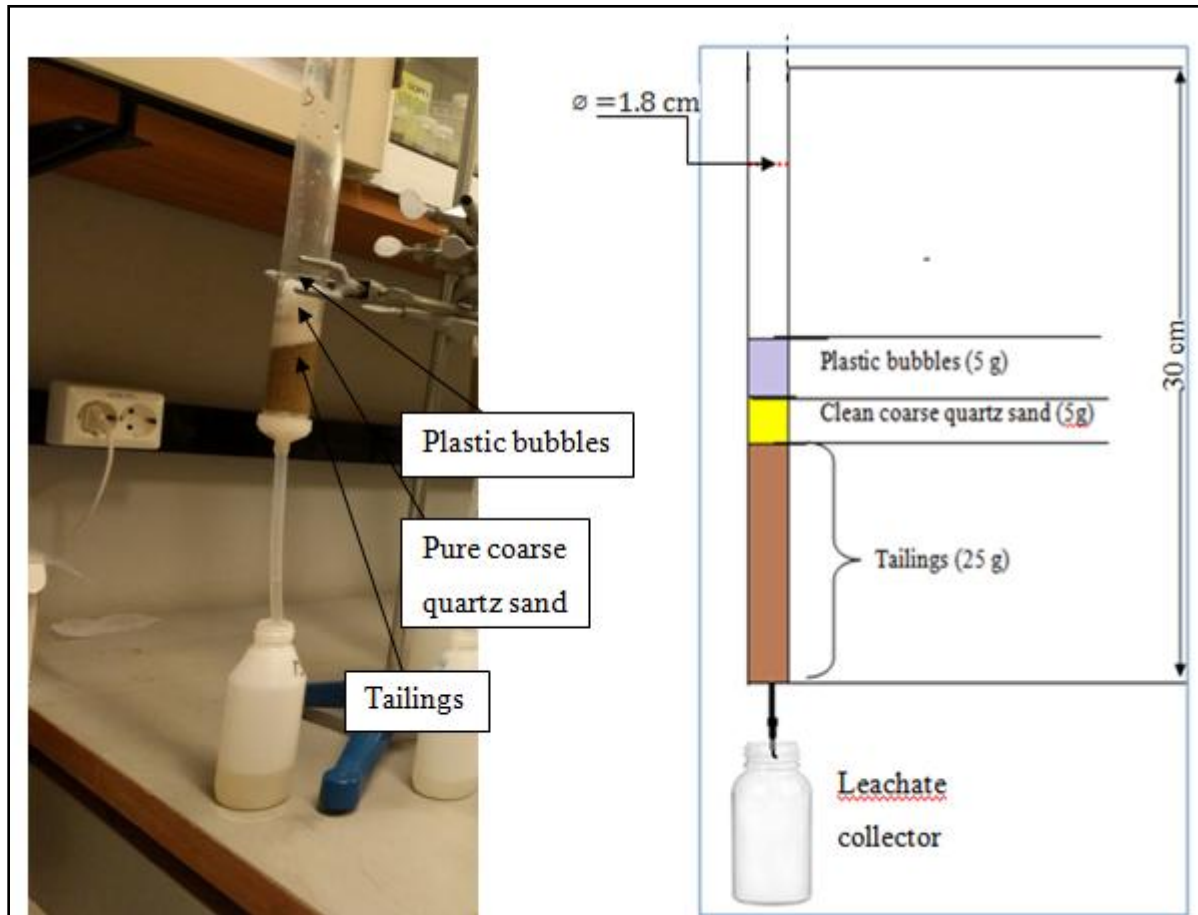 Plastic bubbles
Pure coarse
quartz sand
Tailings
⌀ =1.8 cm
Plastic bubbles (5 g)
Clean coarse quartz sand (5g)
Tailings (25 g)
30 cm
Leachate
collector